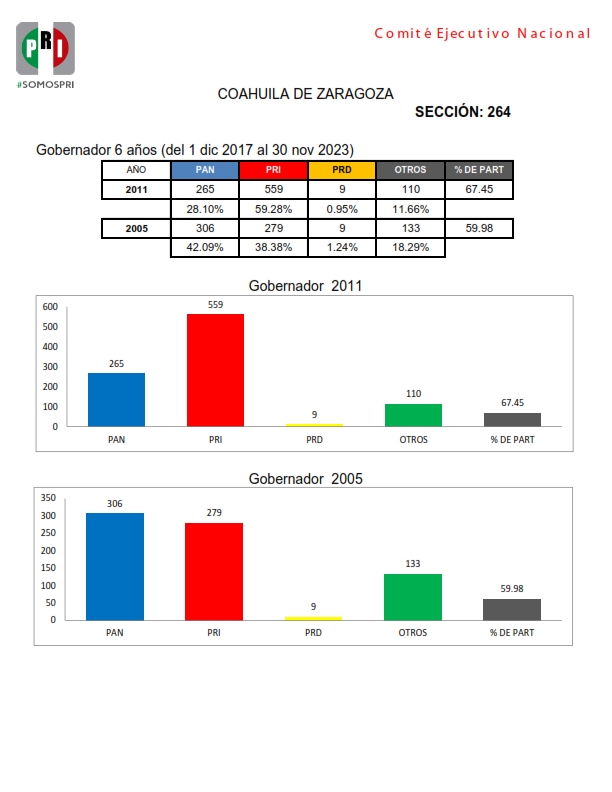 PRI
#SOMOSPRI
Comité Ejecutivo Nacional
COAHUILA DE ZARAGOZA
SECCIÓN: 264
Gobernador 6 años (del 1 dic 2017 al 30 nov 2023)
AÑO PAN PRI PRD OTROS % DE PART
2011 265 559 9 110 67.45
28.10% 59.28% 0.95% 11.66%
2005 306 279 9 133 59.98
42.09% 38.38% 1.24% 18.29%
Gobernador 2011
600
500
400
300
200
100
0
265
559
9
110
67.45
PAN PRI PRD OTROS % DE PART
Gobernador 2005
350
300
250
200
150
100
50
0
306
279
9
133
59.98
PAN PRI PRD OTROS % DE PART